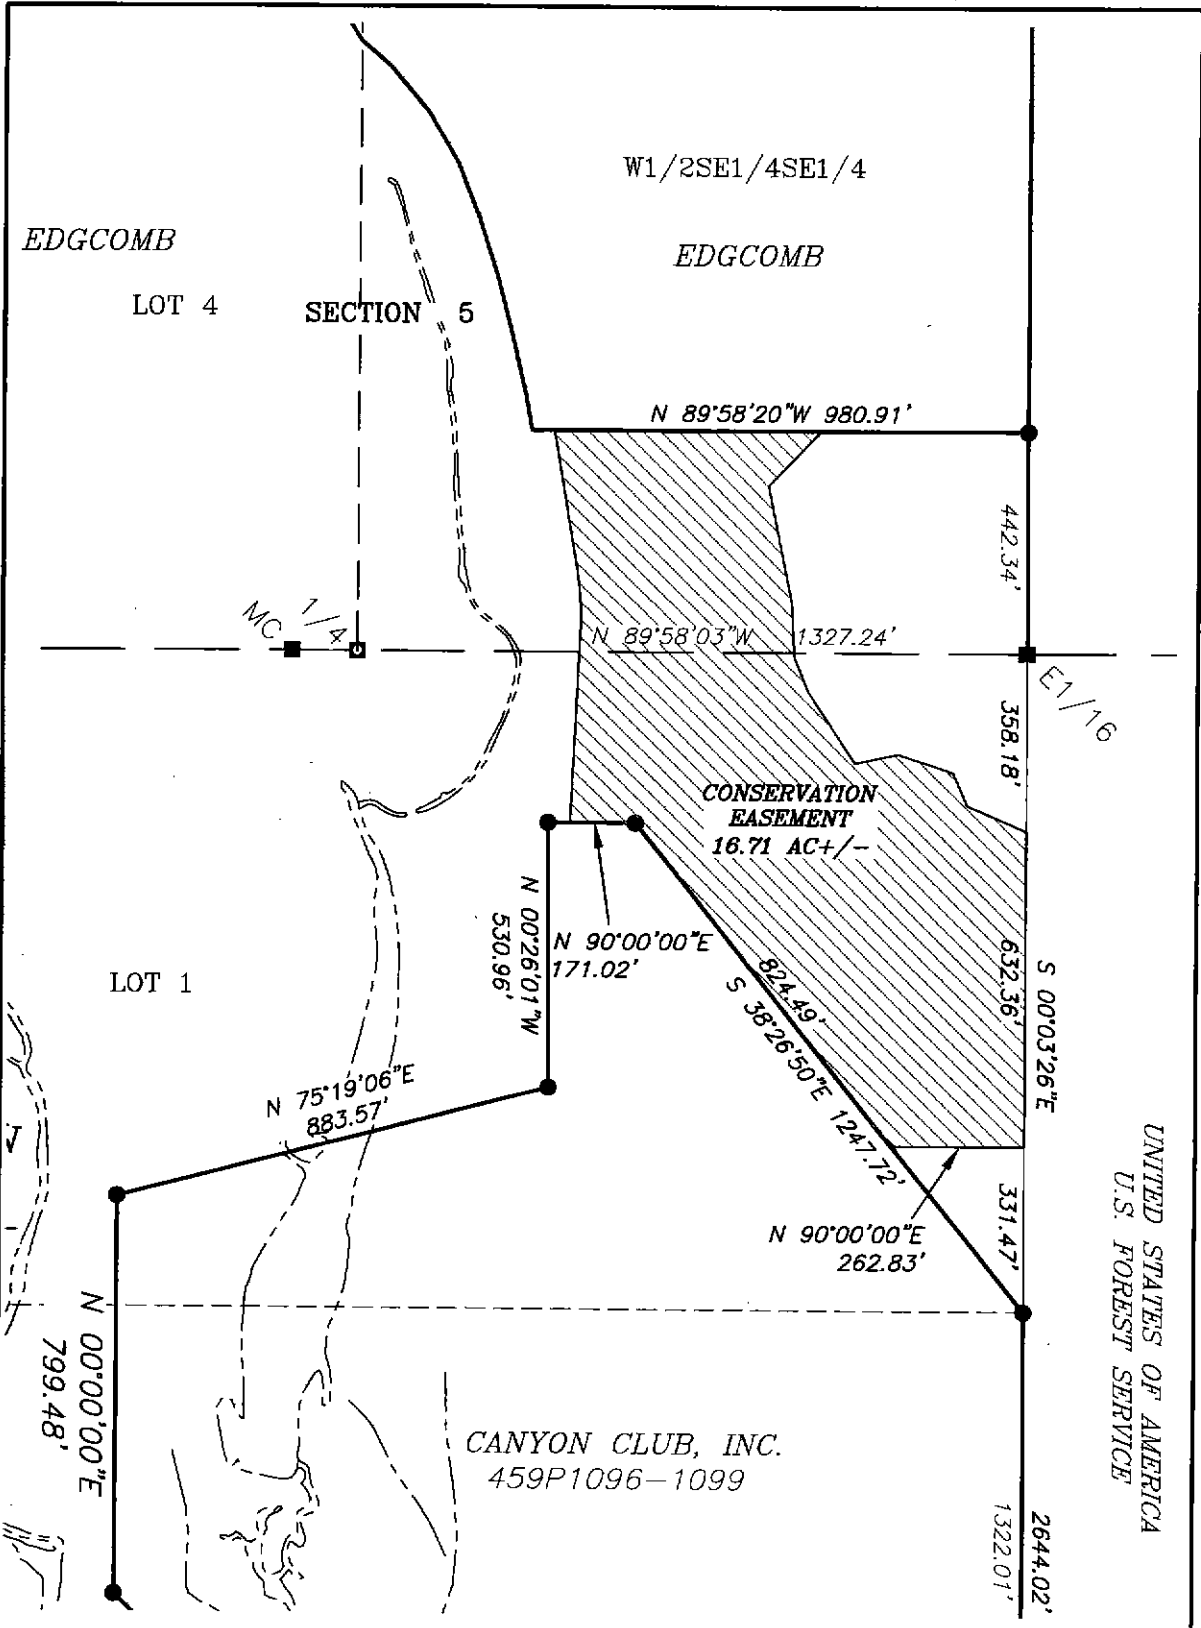 W1/2SE1/4SE1/4
EDGCOMB
EDGCOMB
LOT 4
SECTION 5
N 89°58'20"W 980.91'
442.34'
MC
1/4
N 89°58'03"W 1327.24'
E1/16
358.18'
CONSERVATION
EASEMENT
16.71 AC+/-
N 00°26'01"W
530.96'
N 90°00'00"E
171.02'
824.49'
S 38°26'50"E 1247.72'
632.36'
S 00°03'26"E
LOT 1
N 75°19'06"E
883.57'
N 90°00'00"E
262.83'
331.47'
UNITED STATES OF AMERICA
U.S. FOREST SERVICE
N 00°00'00"E
799.48'
CANYON CLUB, INC.
459P1096-1099
2644.02'
1322.01'